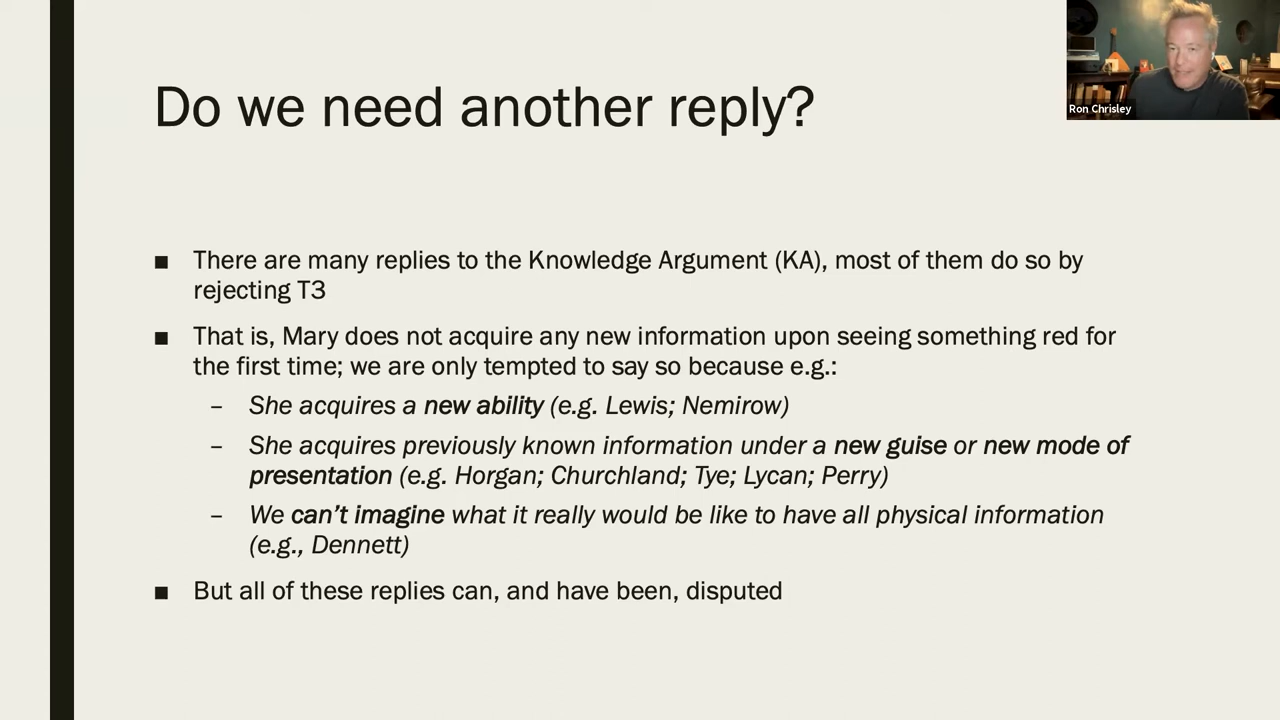 Ron Chrisley
Do we need another reply?
■ There are many replies to the Knowledge Argument (KA), most of them do so by
rejecting T3
■ That is, Mary does not acquire any new information upon seeing something red for
the first time; we are only tempted to say so because e.g.:
– She acquires a new ability (e.g. Lewis; Nemirow)
– She acquires previously known information under a new guise or new mode of
presentation (e.g. Horgan; Churchland; Tye; Lycan; Perry)
– We can’t imagine what it really would be like to have all physical information
(e.g., Dennett)
■ But all of these replies can, and have been, disputed